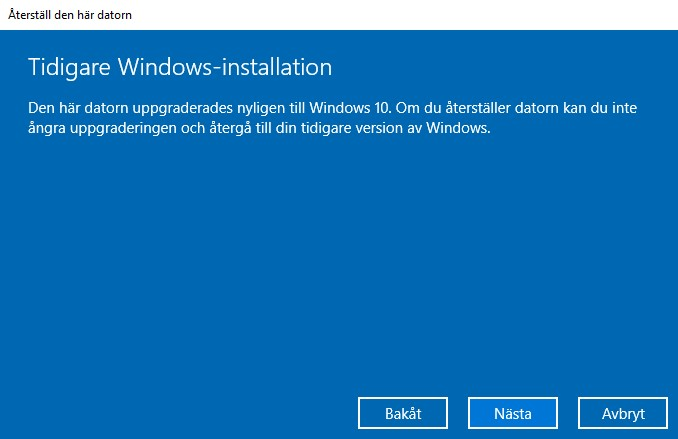 Återställ den här datorn
Tidigare Windows-installation
Den här datorn uppgraderades nyligen till Windows 10. Om du återställer datorn kan du inte
ångra uppgraderingen och återgå till din tidigare version av Windows.
Bakåt
Nästa
Avbryt